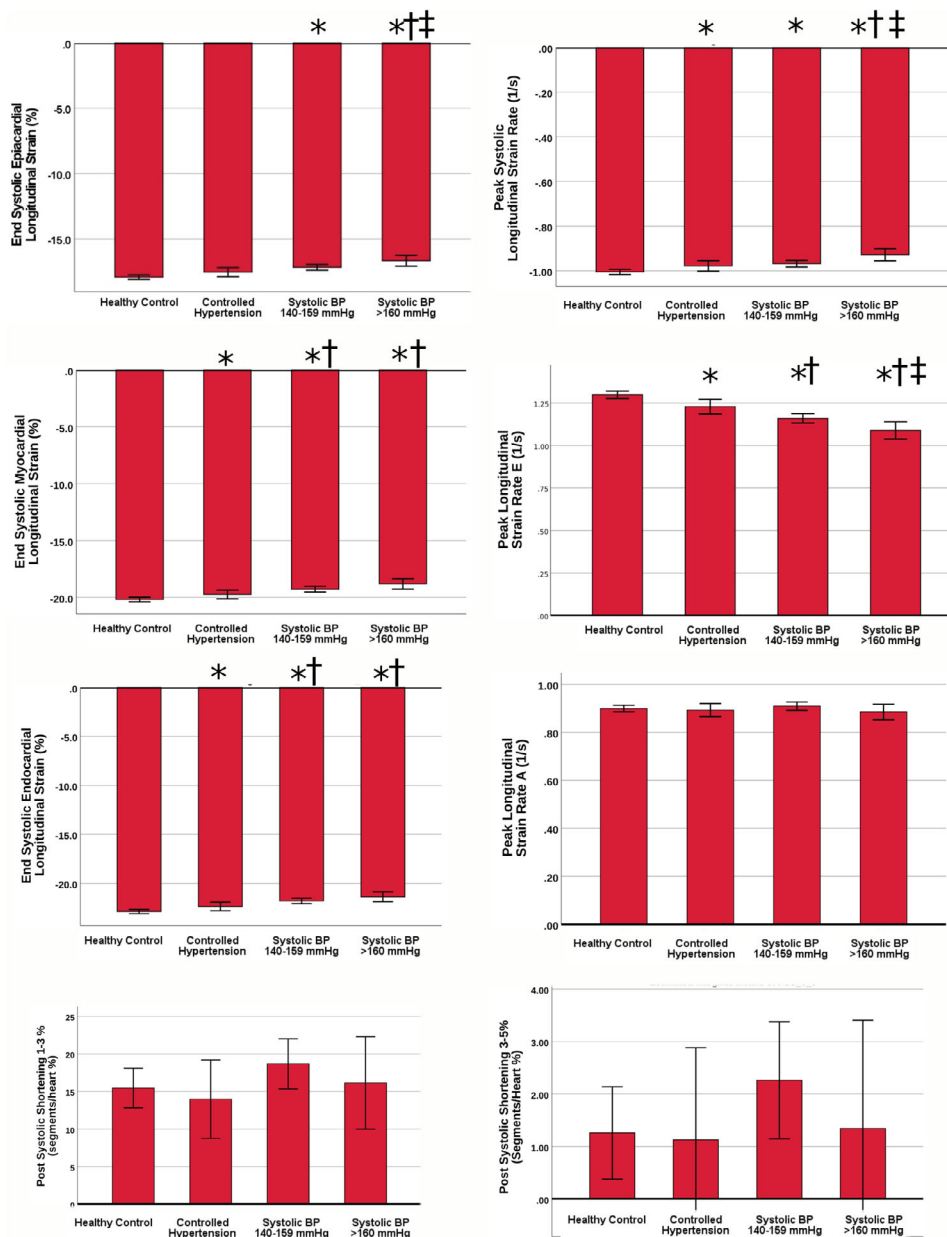 End Systolic Epiacardial
Longitudinal Strain (%)
.0
-5.0
-10.0
-15.0
* *†‡
Healthy Control Controlled Hypertension Systolic BP 140-159 mmHg Systolic BP >160 mmHg
Peak Systolic
Longitudinal Strain Rate (1/s)
.00
-.20
-.40
-.60
-.80
-1.00
* * *† ‡
Healthy Control Controlled Hypertension Systolic BP 140-159 mmHg Systolic BP >160 mmHg
End Systolic Myocardial
Longitudinal Strain (%)
.0
-5.0
-10.0
-15.0
-20.0
* *† *†
Healthy Control Controlled Hypertension Systolic BP 140-159 mmHg Systolic BP >160 mmHg
Peak Longitudinal
Strain Rate E (1/s)
1.25
1.00
.75
.50
.25
.00
* *† *†‡
Healthy Control Controlled Hypertension Systolic BP 140-159 mmHg Systolic BP >160 mmHg
End Systolic Endocardial
Longitudinal Strain (%)
.0
-5.0
-10.0
-15.0
-20.0
* *† *†
Healthy Control Controlled Hypertension Systolic BP 140-159 mmHg Systolic BP >160 mmHg
Peak Longitudinal
Strain Rate A (1/s)
1.00
.80
.60
.40
.20
.00
Healthy Control Controlled Hypertension Systolic BP 140-159 mmHg Systolic BP >160 mmHg
Post Systolic Shortening 1-3 %
(segments/Heart %)
25
20
15
10
5
0
Healthy Control Controlled Hypertension Systolic BP 140-159 mmHg Systolic BP >160 mmHg
Post Systolic Shortening 3-5%
(Segments/Heart %)
4.00
3.00
2.00
1.00
.00
Healthy Control Controlled Hypertension Systolic BP 140-159 mmHg Systolic BP >160 mmHg